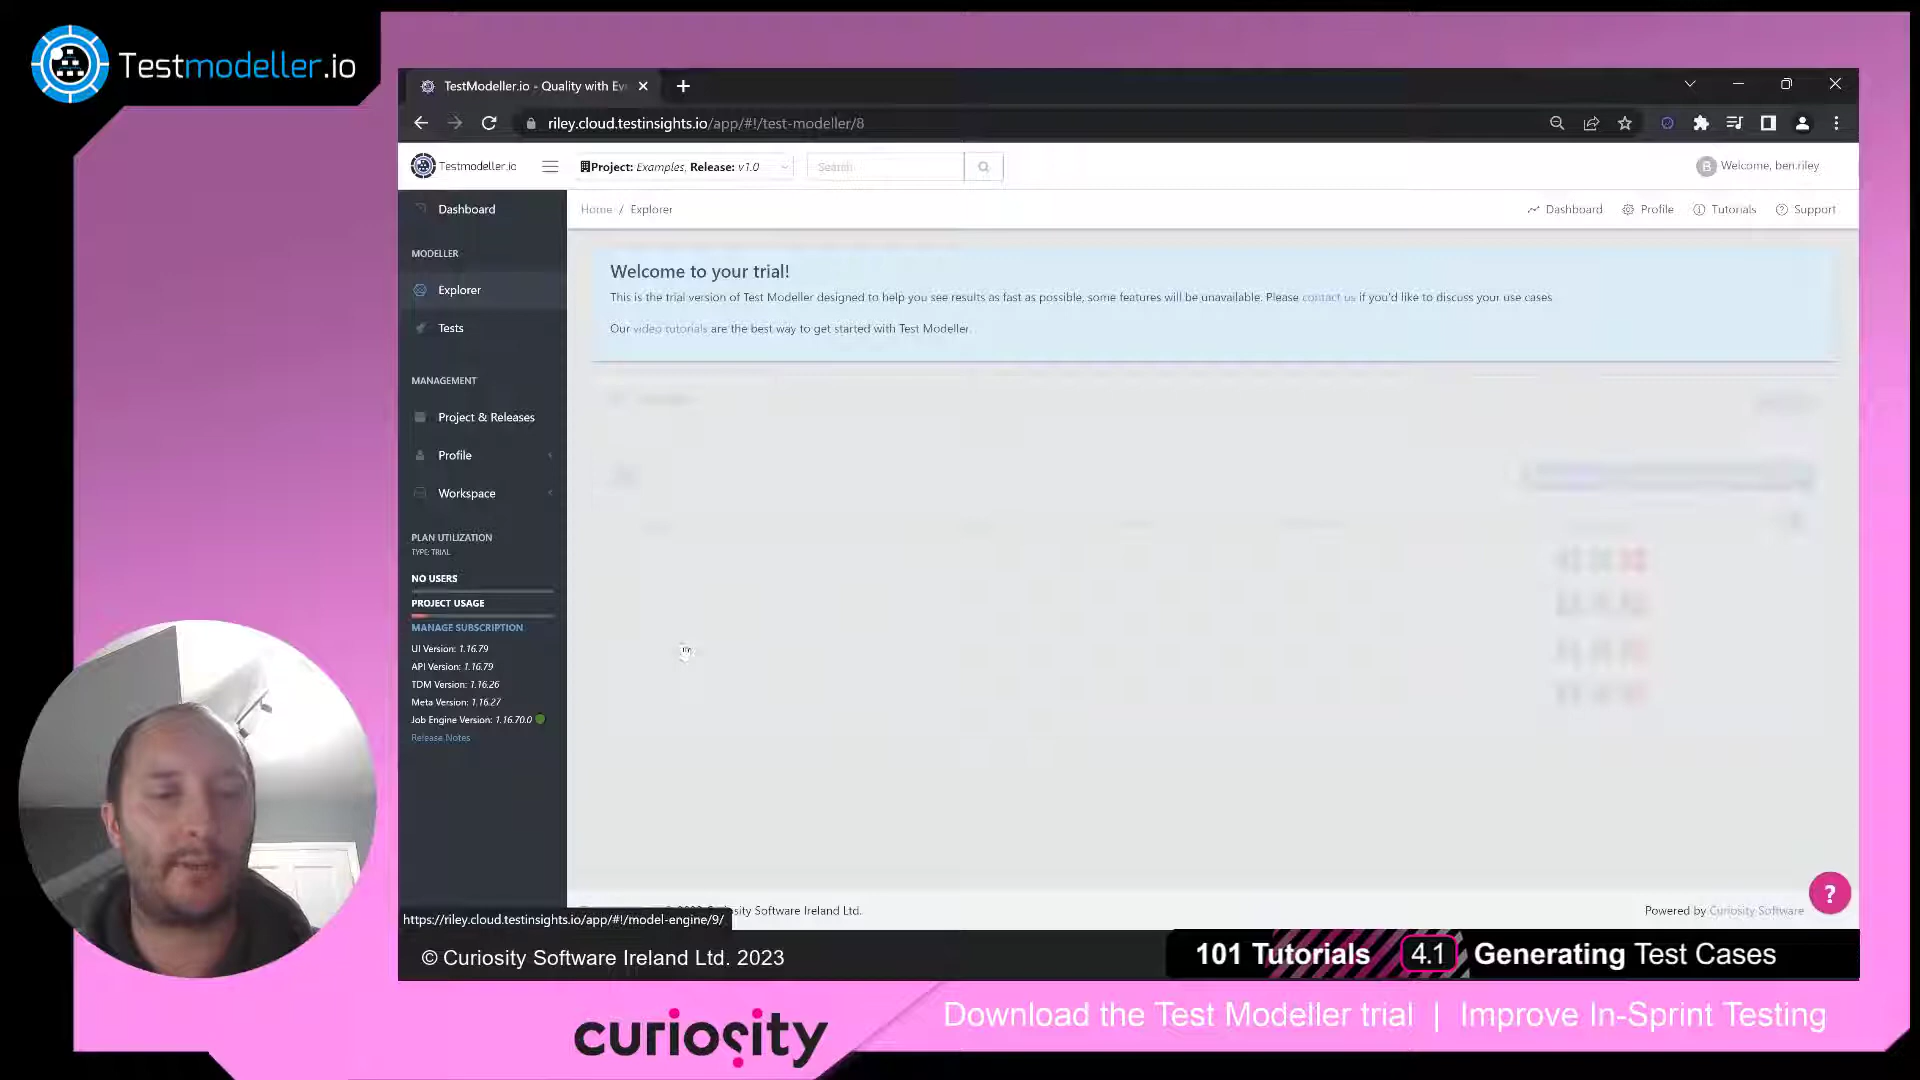 Testmodeller.io
TestModeller.io - Quality with Ev
riley.cloud.testinsights.io/app/#!/test-modeller/8
Testmodeller.io
Project: Examples, Release: v1.0
Search
B Welcome, ben.riley
Dashboard
Home / Explorer
Dashboard Profile Tutorials Support
MODELLER
Explorer
Tests
MANAGEMENT
Project & Releases
Profile
Workspace
PLAN UTILIZATION
TYPE: TRIAL
NO USERS
PROJECT USAGE
MANAGE SUBSCRIPTION
UI Version: 1.16.79
API Version: 1.16.79
TDM Version: 1.16.26
Meta Version: 1.16.27
Job Engine Version: 1.16.70.0
Release Notes
Welcome to your trial!
This is the trial version of Test Modeller designed to help you see results as fast as possible, some features will be unavailable. Please contact us if you'd like to discuss your use cases
Our video tutorials are the best way to get started with Test Modeller.
https://riley.cloud.testinsights.io/app/#!/model-engine/9/
Software Ireland Ltd.
Powered by Curiosity Software
?
© Curiosity Software Ireland Ltd. 2023
101 Tutorials 4.1 Generating Test Cases
curiosity
Download the Test Modeller trial | Improve In-Sprint Testing